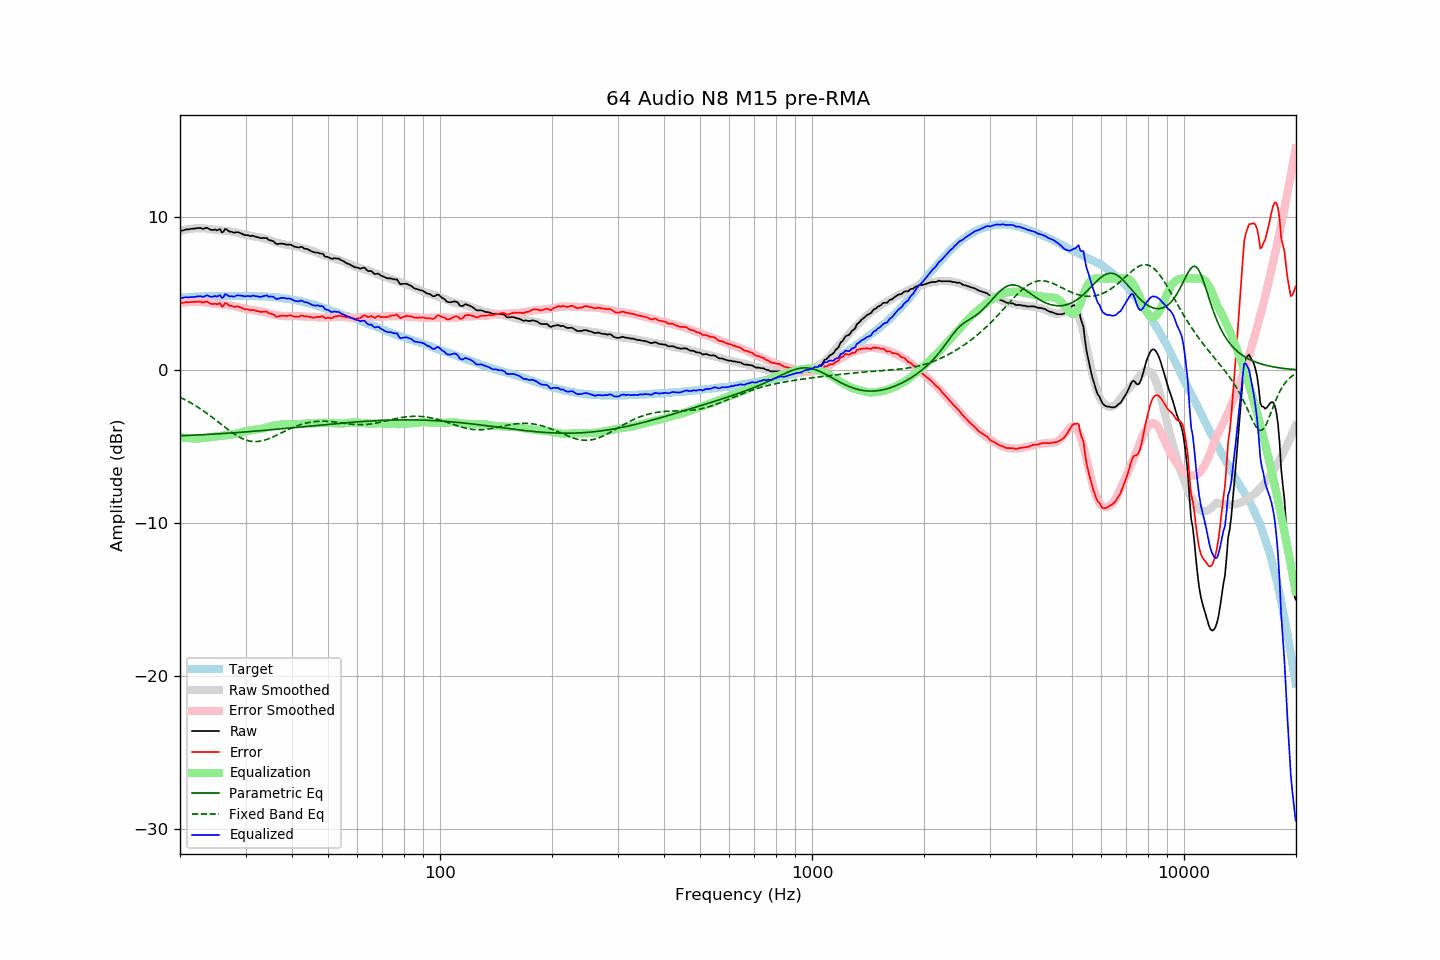 64 Audio N8 M15 pre-RMA
Amplitude (dBr)
10
0
−10
−20
−30
Target
Raw Smoothed
Error Smoothed
Raw
Error
Equalization
Parametric Eq
Fixed Band Eq
Equalized
100
1000
10000
Frequency (Hz)